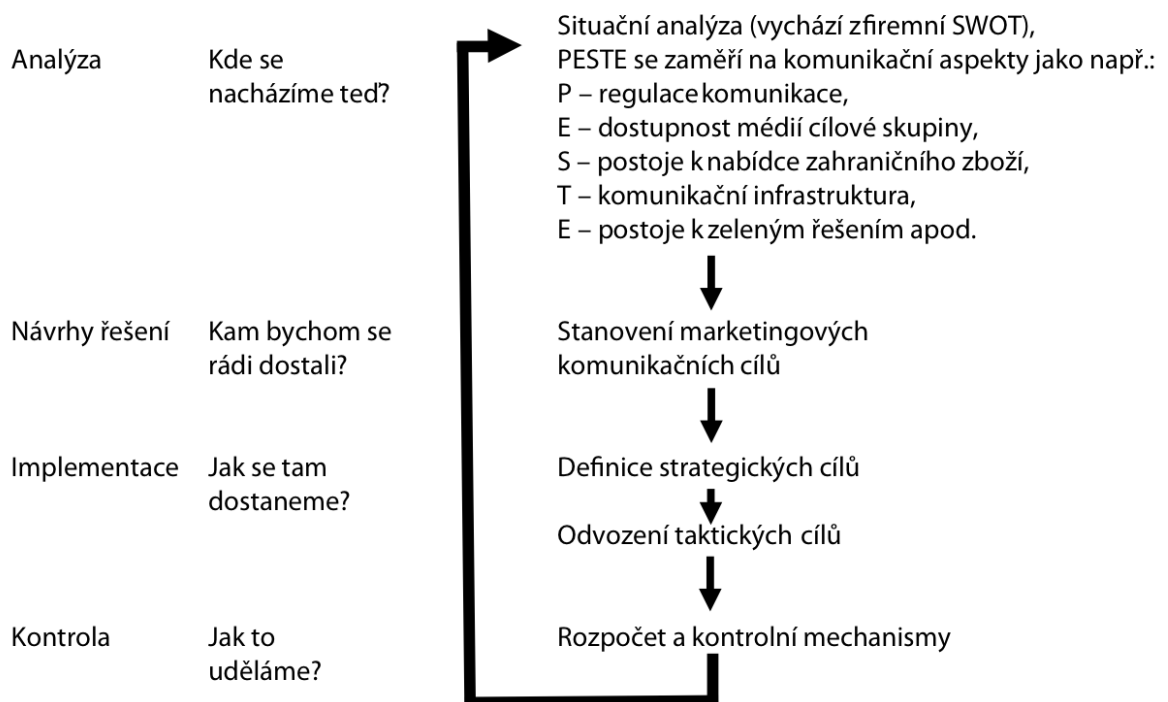 Analýza
Kde se
nacházíme teď?
Situační analýza (vychází z firemní SWOT),
PESTE se zaměří na komunikační aspekty jako např.:
P – regulace komunikace,
E – dostupnost médií cílové skupiny,
S – postoje k nabídce zahraničního zboží,
T – komunikační infrastruktura,
E – postoje k zeleným řešením apod.
Návrhy řešení
Kam bychom se
rádi dostali?
Stanovení marketingových
komunikačních cílů
Implementace
Jak se tam
dostaneme?
Definice strategických cílů
Odvození taktických cílů
Kontrola
Jak to
uděláme?
Rozpočet a kontrolní mechanismy